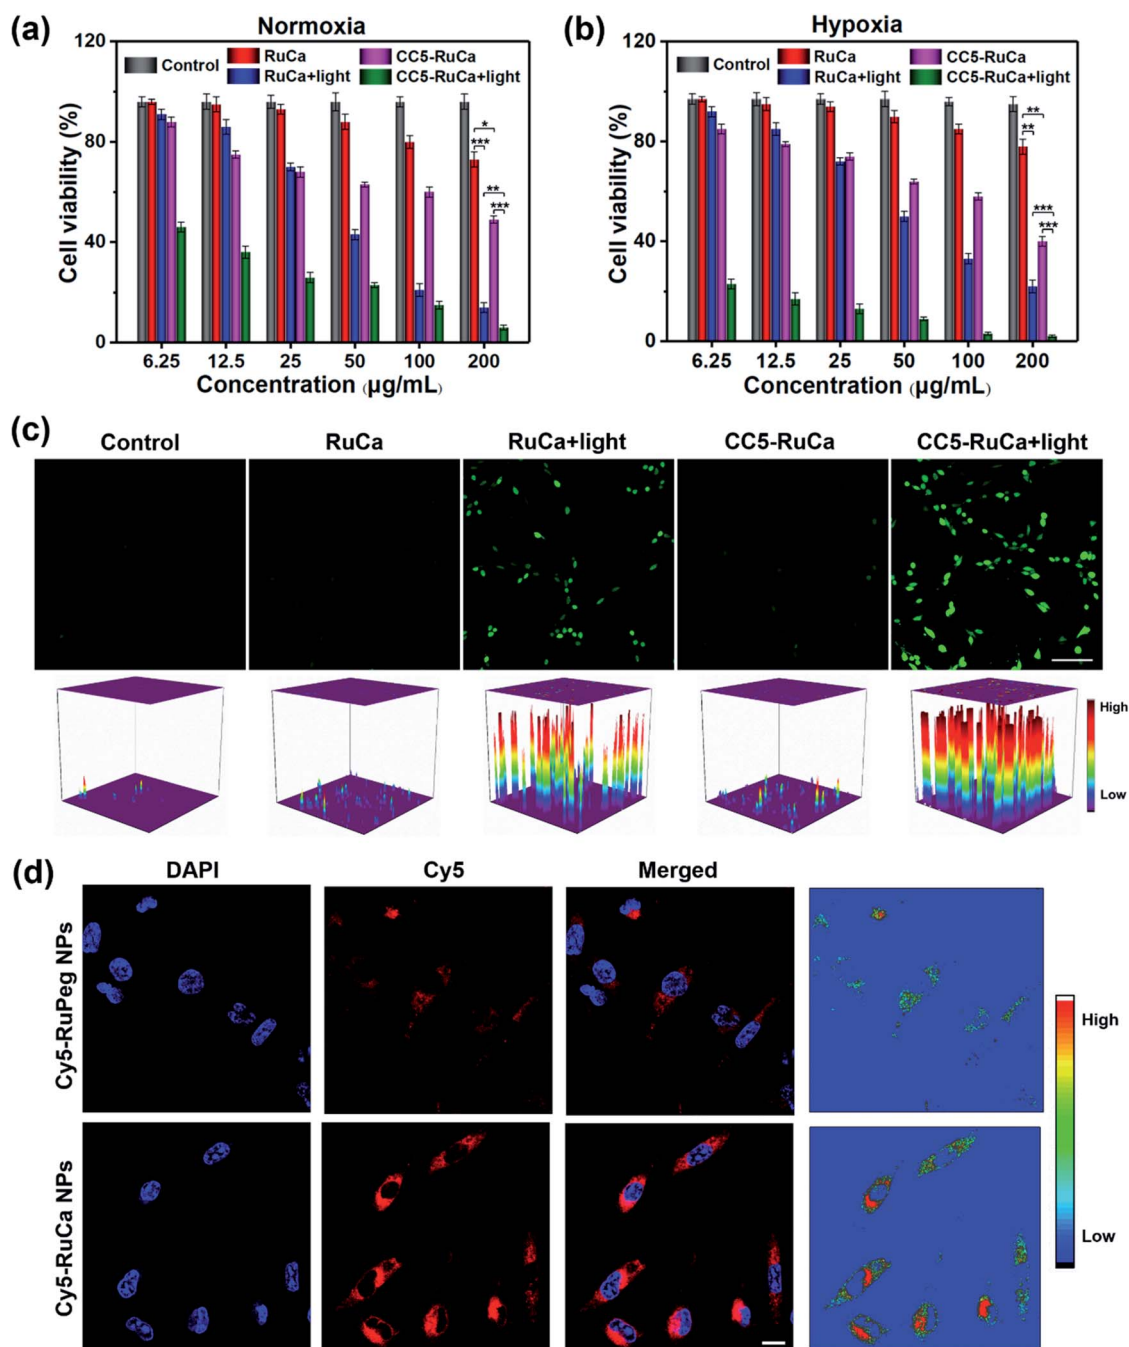 (a)
Normoxia
120
80
40
0
Cell viability (%)
Control
RuCa
CC5-RuCa
RuCa+light
CC5-RuCa+light
*
***
**
***
6.25 12.5 25 50 100 200
Concentration (µg/mL)
(b)
Hypoxia
120
80
40
0
Cell viability (%)
Control
RuCa
CC5-RuCa
RuCa+light
CC5-RuCa+light
**
**
***
***
6.25 12.5 25 50 100 200
Concentration (µg/mL)
(c)
Control RuCa RuCa+light CC5-RuCa CC5-RuCa+light
High
Low
(d)
DAPI Cy5 Merged
Cy5-RuPeg NPs
Cy5-RuCa NPs
High
Low